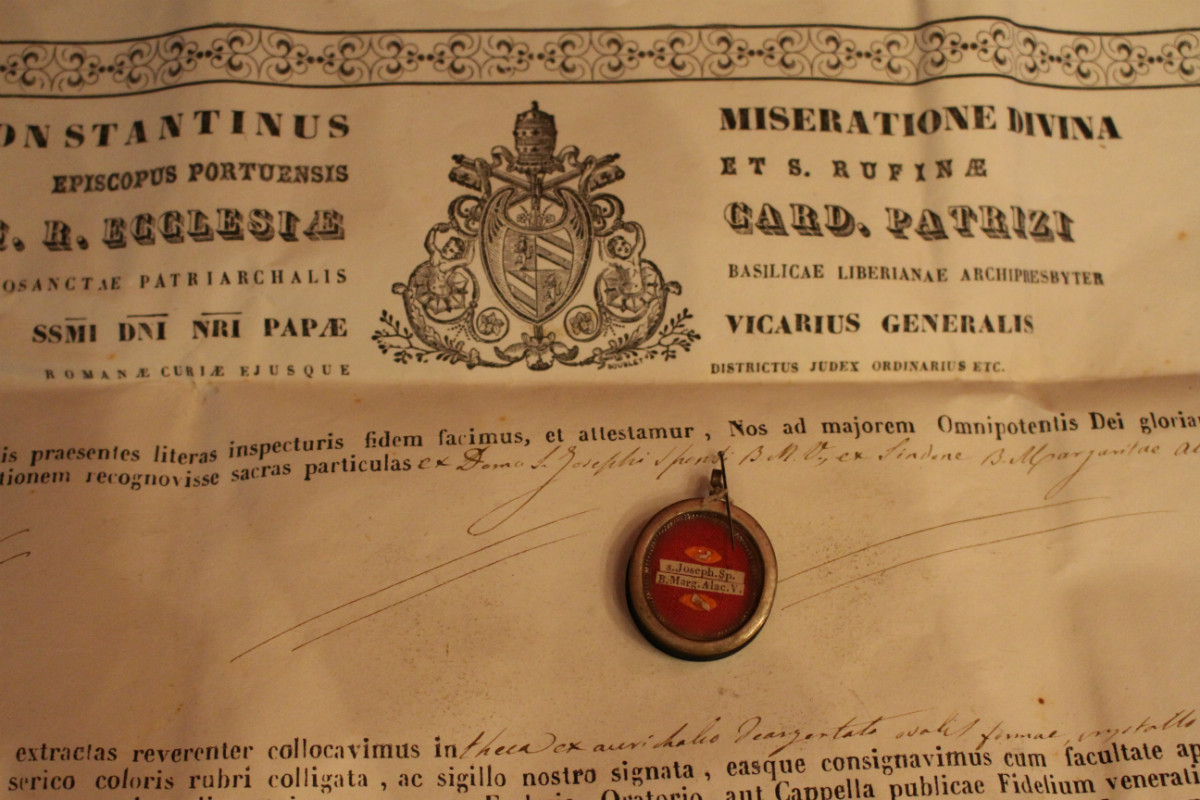 ONSTANTINUS MISERATIONE DIVINA
EPISCOPUS PORTUENSIS ET S. RUFINÆ
R. ECCLESIÆ CARD. PATRIZI
OSANCTAE PATRIARCHALIS BASILICAE LIBERIANAE ARCHIPRESBYTER
SSM̅I DN̅I NR̅I PAPÆ VICARIUS GENERALIS
ROMANÆ CURIÆ EJUSQUE DISTRICTUS JUDEX ORDINARIUS ETC.
is praesentes literas inspecturis fidem facimus, et attestamur, Nos ad majorem Omnipotentis Dei gloria
tionem recognovisse sacras particulas ex Domo S. Josephi Sponsi B.M.V., ex Sindone B. Margaritae
s. Joseph. Sp.
B. Marg. Alac. V.
extractas reverenter collocavimus in theca ex aurichalco deargentato ovalis formae, crystallo
serico coloris rubri colligata, ac sigillo nostro signata, easque consignavimus cum facultate ap
Oratorio, aut Cappella publicae Fidelium venerati